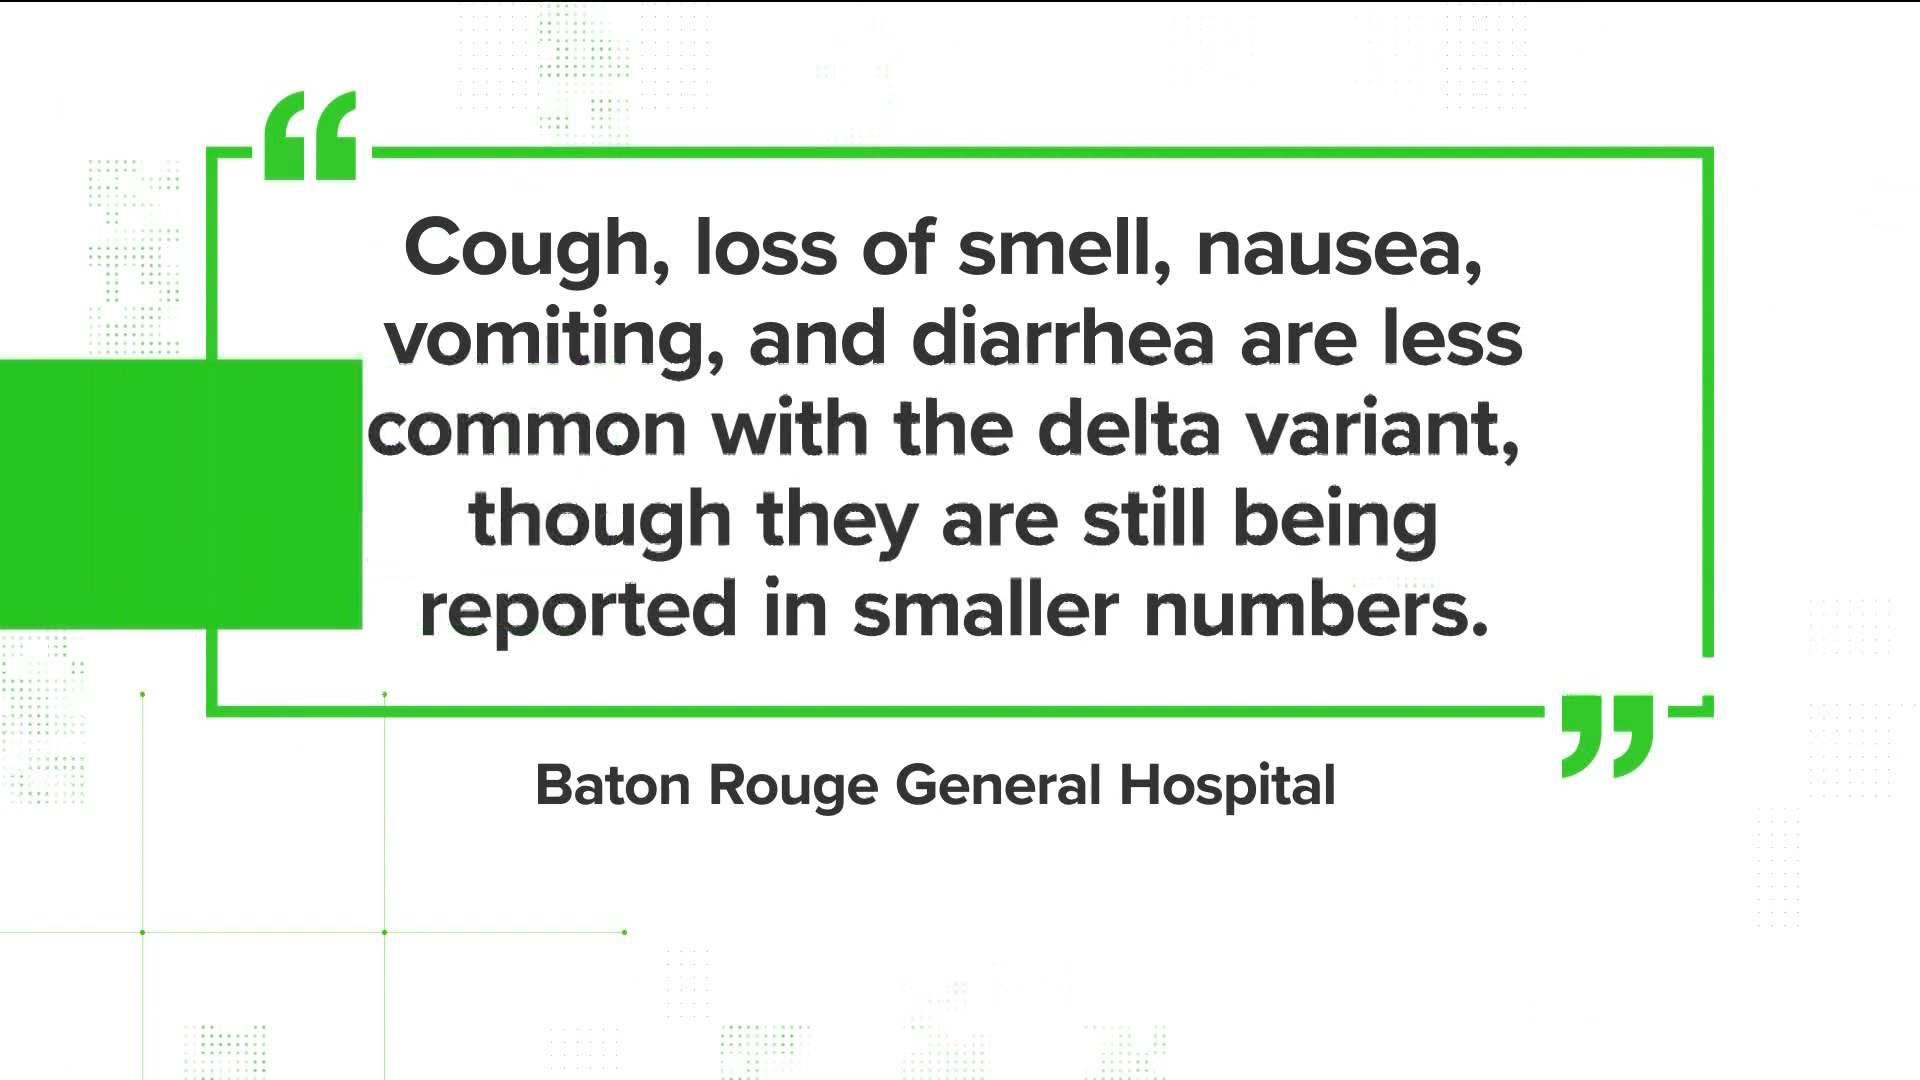 “
Cough, loss of smell, nausea,
vomiting, and diarrhea are less
common with the delta variant,
though they are still being
reported in smaller numbers.
”
Baton Rouge General Hospital